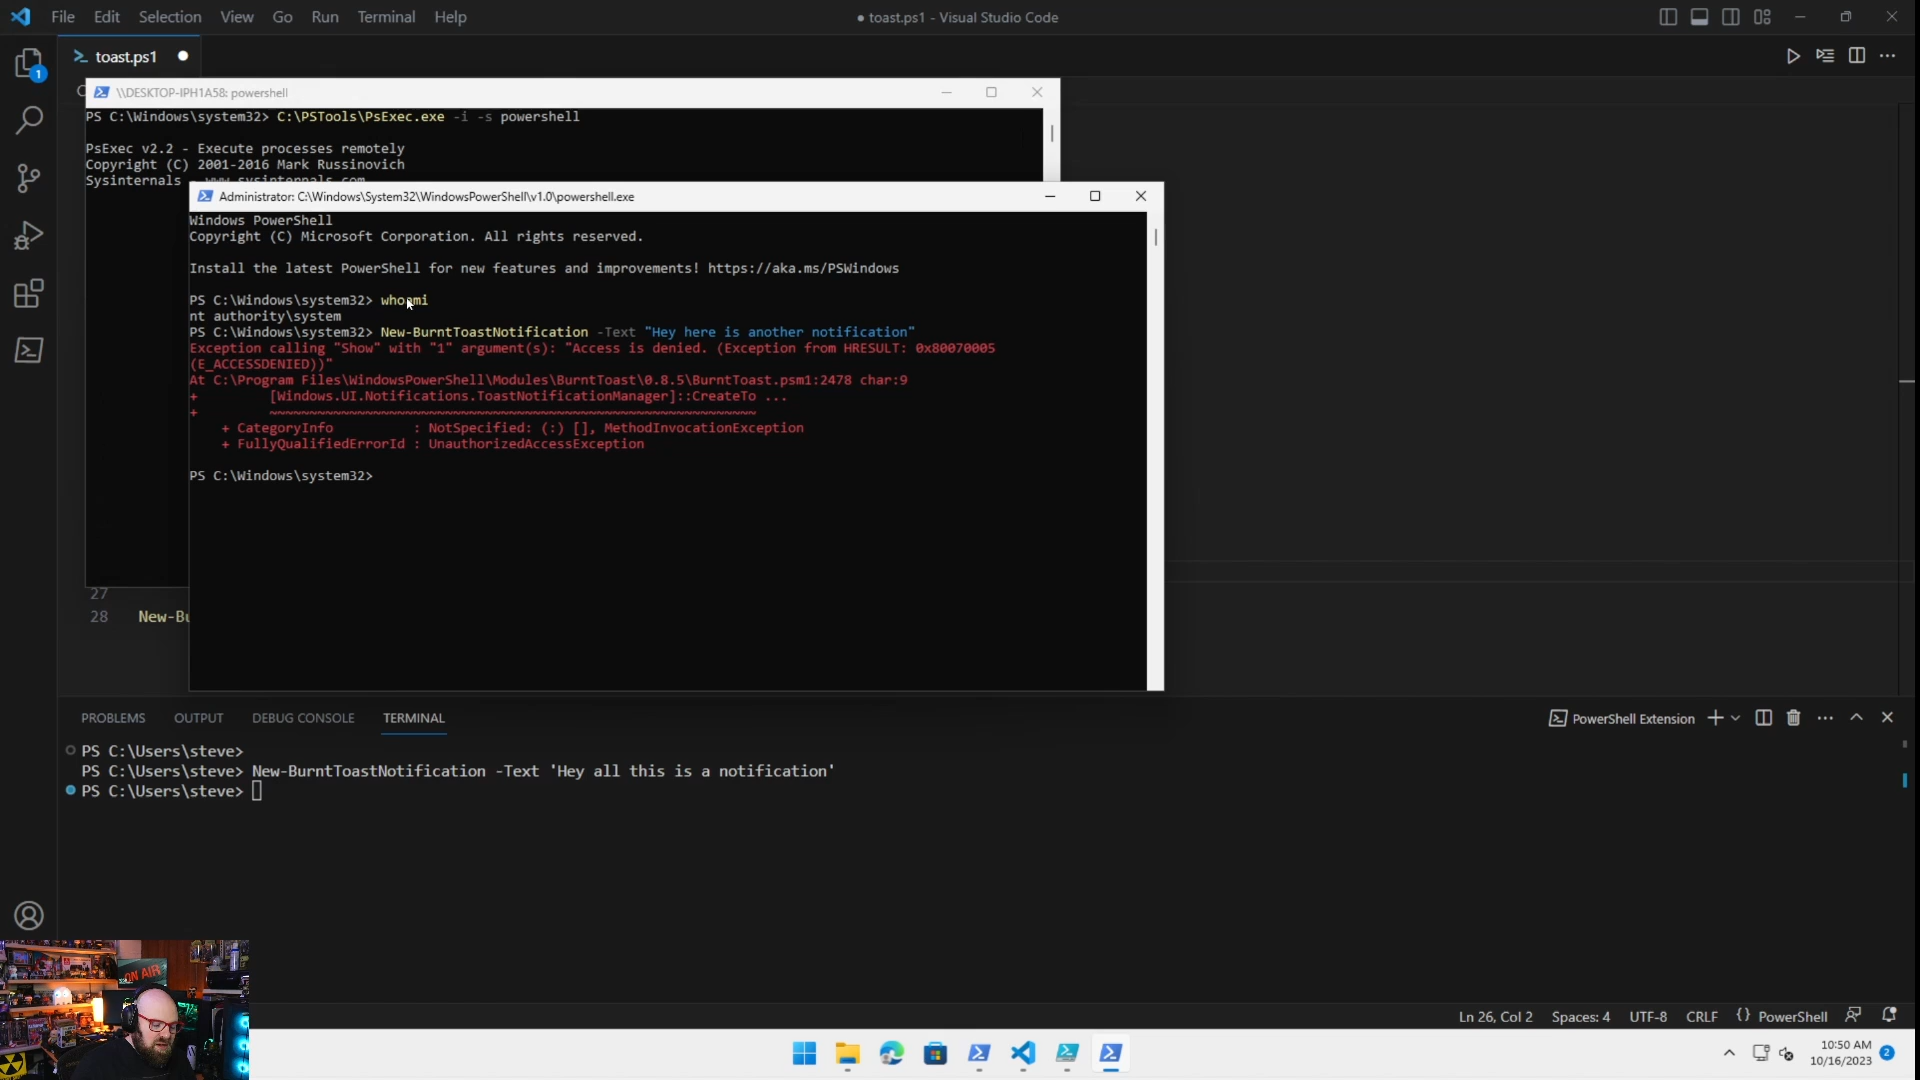 File Edit Selection View Go Run Terminal Help
● toast.ps1 - Visual Studio Code
toast.ps1 ●
1
\\DESKTOP-IPH1A58: powershell
PS C:\Windows\system32> C:\PSTools\PsExec.exe -i -s powershell
PsExec v2.2 - Execute processes remotely
Copyright (C) 2001-2016 Mark Russinovich
Sysinternals - www.sysinternals.com
Administrator: C:\Windows\System32\WindowsPowerShell\v1.0\powershell.exe
Windows PowerShell
Copyright (C) Microsoft Corporation. All rights reserved.
Install the latest PowerShell for new features and improvements! https://aka.ms/PSWindows
PS C:\Windows\system32> whoami
nt authority\system
PS C:\Windows\system32> New-BurntToastNotification -Text "Hey here is another notification"
Exception calling "Show" with "1" argument(s): "Access is denied. (Exception from HRESULT: 0x80070005
(E_ACCESSDENIED))"
At C:\Program Files\WindowsPowerShell\Modules\BurntToast\0.8.5\BurntToast.psm1:2478 char:9
+ [Windows.UI.Notifications.ToastNotificationManager]::CreateTo ...
+ ~~~~~~~~~~~~~~~~~~~~~~~~~~~~~~~~~~~~~~~~~~~~~~~~~~~~~~~~~~~~~
+ CategoryInfo : NotSpecified: (:) [], MethodInvocationException
+ FullyQualifiedErrorId : UnauthorizedAccessException
PS C:\Windows\system32>
27
28 New-Bu
PROBLEMS OUTPUT DEBUG CONSOLE TERMINAL
PowerShell Extension
PS C:\Users\steve>
PS C:\Users\steve> New-BurntToastNotification -Text 'Hey all this is a notification'
PS C:\Users\steve>
ON AIR
Ln 26, Col 2 Spaces: 4 UTF-8 CRLF {} PowerShell
10:50 AM
10/16/2023
2